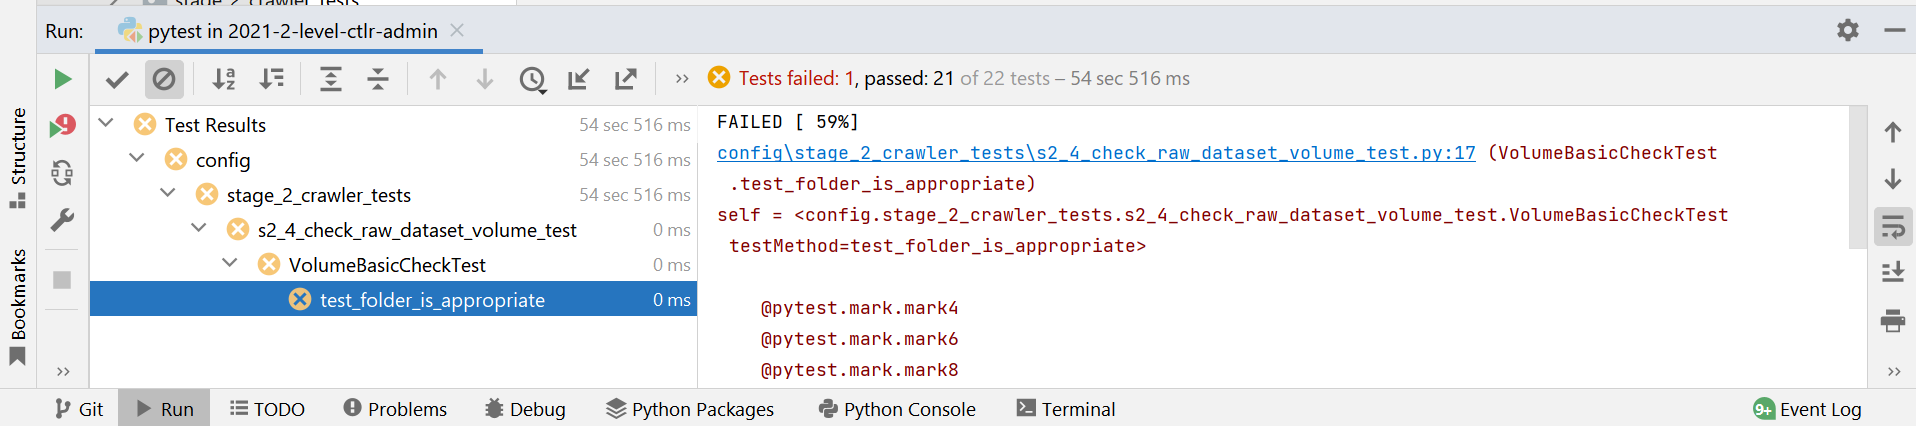 stage_2_crawler_tests
Run: pytest in 2021-2-level-ctlr-admin
Tests failed: 1, passed: 21 of 22 tests – 54 sec 516 ms
Structure
Bookmarks
Test Results 54 sec 516 ms
config 54 sec 516 ms
stage_2_crawler_tests 54 sec 516 ms
s2_4_check_raw_dataset_volume_test 0 ms
VolumeBasicCheckTest 0 ms
test_folder_is_appropriate 0 ms
FAILED [ 59%]
config\stage_2_crawler_tests\s2_4_check_raw_dataset_volume_test.py:17 (VolumeBasicCheckTest
.test_folder_is_appropriate)
self = <config.stage_2_crawler_tests.s2_4_check_raw_dataset_volume_test.VolumeBasicCheckTest
testMethod=test_folder_is_appropriate>
@pytest.mark.mark4
@pytest.mark.mark6
@pytest.mark.mark8
Git Run TODO Problems Debug Python Packages Python Console Terminal 9+ Event Log